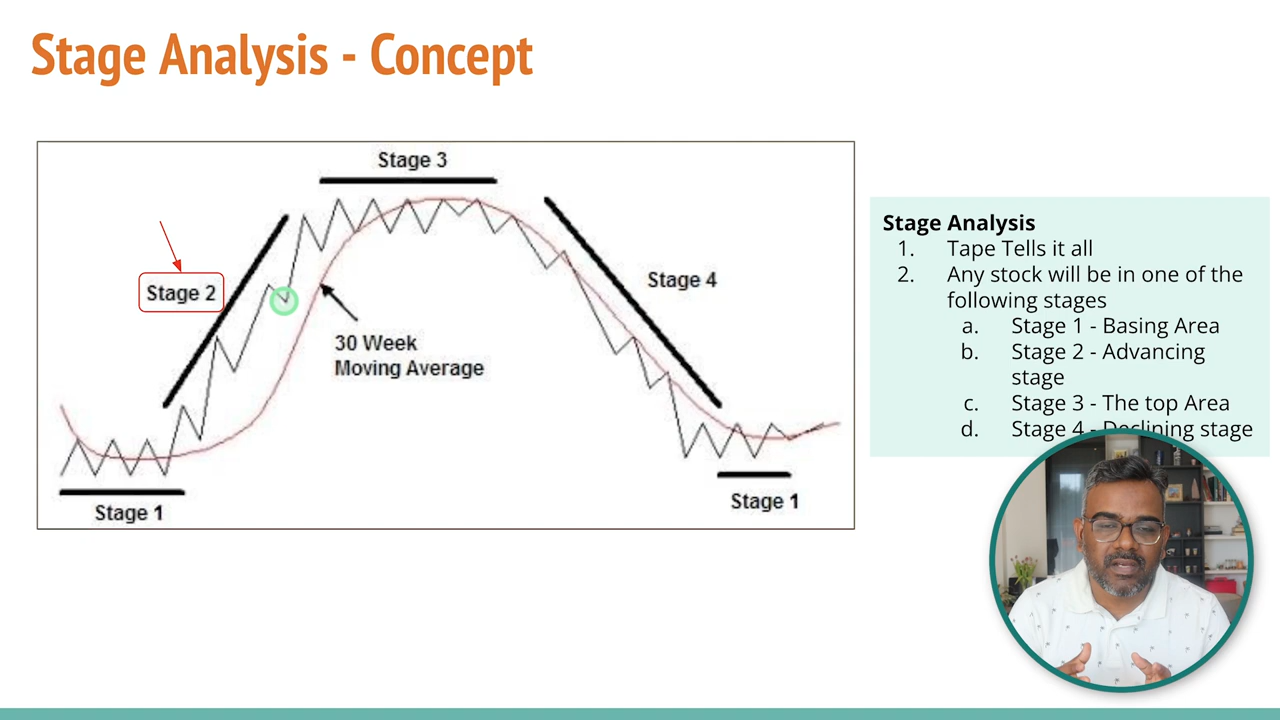 Stage Analysis - Concept
Stage 3
Stage 2
Stage 4
30 Week
Moving Average
Stage 1
Stage 1
Stage Analysis
1. Tape Tells it all
2. Any stock will be in one of the
following stages
a. Stage 1 - Basing Area
b. Stage 2 - Advancing
stage
c. Stage 3 - The top Area
d. Stage 4 - Declining stage